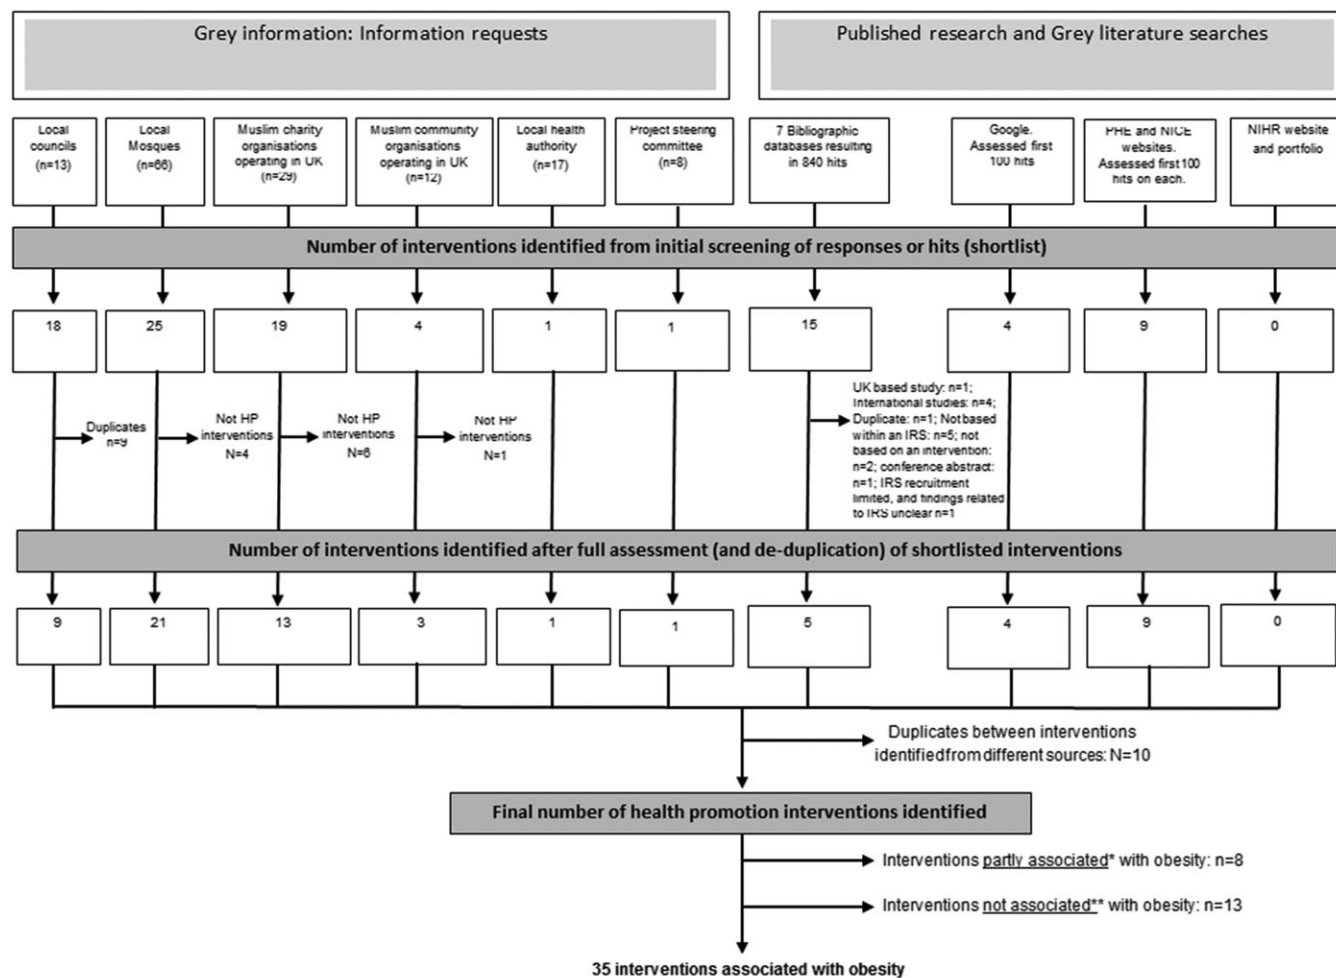 Grey information: Information requests
Published research and Grey literature searches
Local
councils
(n=13)
Local
Mosques
(n=66)
Muslim charity
organisations
operating in UK
(n=29)
Muslim community
organisations
operating in UK
(n=12)
Local health
authority
(n=17)
Project steering
committee
(n=8)
7 Bibliographic
databases resulting
in 840 hits
Google.
Assessed first
100 hits
PHE and NICE
websites.
Assessed first 100
hits on each.
NIHR website
and portfolio
Number of interventions identified from initial screening of responses or hits (shortlist)
18
25
19
4
1
1
15
4
9
0
Duplicates
n=9
Not HP
interventions
N=4
Not HP
interventions
N=6
Not HP
interventions
N=1
UK based study: n=1;
International studies: n=4;
Duplicate: n=1; Not based
within an IRS: n=5; not
based on an intervention:
n=2; conference abstract:
n=1; IRS recruitment
limited, and findings related
to IRS unclear n=1
Number of interventions identified after full assessment (and de-duplication) of shortlisted interventions
9
21
13
3
1
1
5
4
9
0
Duplicates between interventions
identified from different sources: N=10
Final number of health promotion interventions identified
Interventions partly associated* with obesity: n=8
Interventions not associated** with obesity: n=13
35 interventions associated with obesity